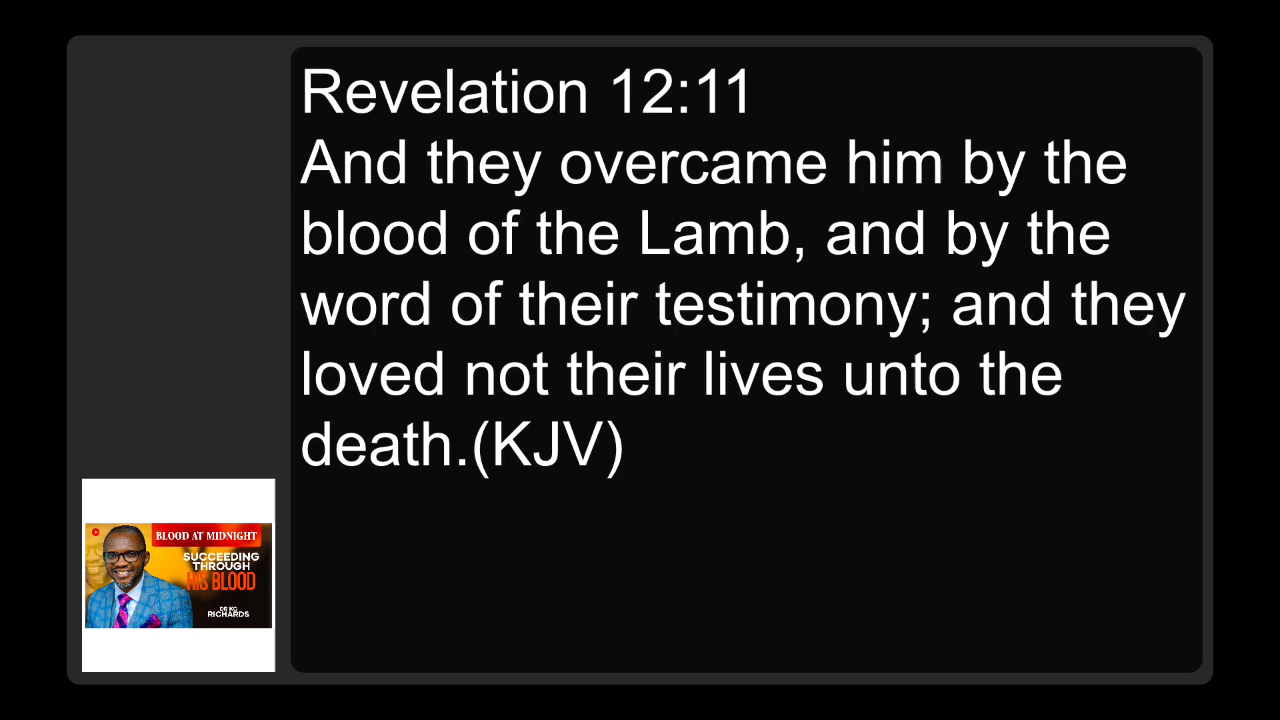 Revelation 12:11
And they overcame him by the
blood of the Lamb, and by the
word of their testimony; and they
loved not their lives unto the
death.(KJV)
BLOOD AT MIDNIGHT
SUCCEEDING
THROUGH
HIS BLOOD
DR KC
RICHARDS